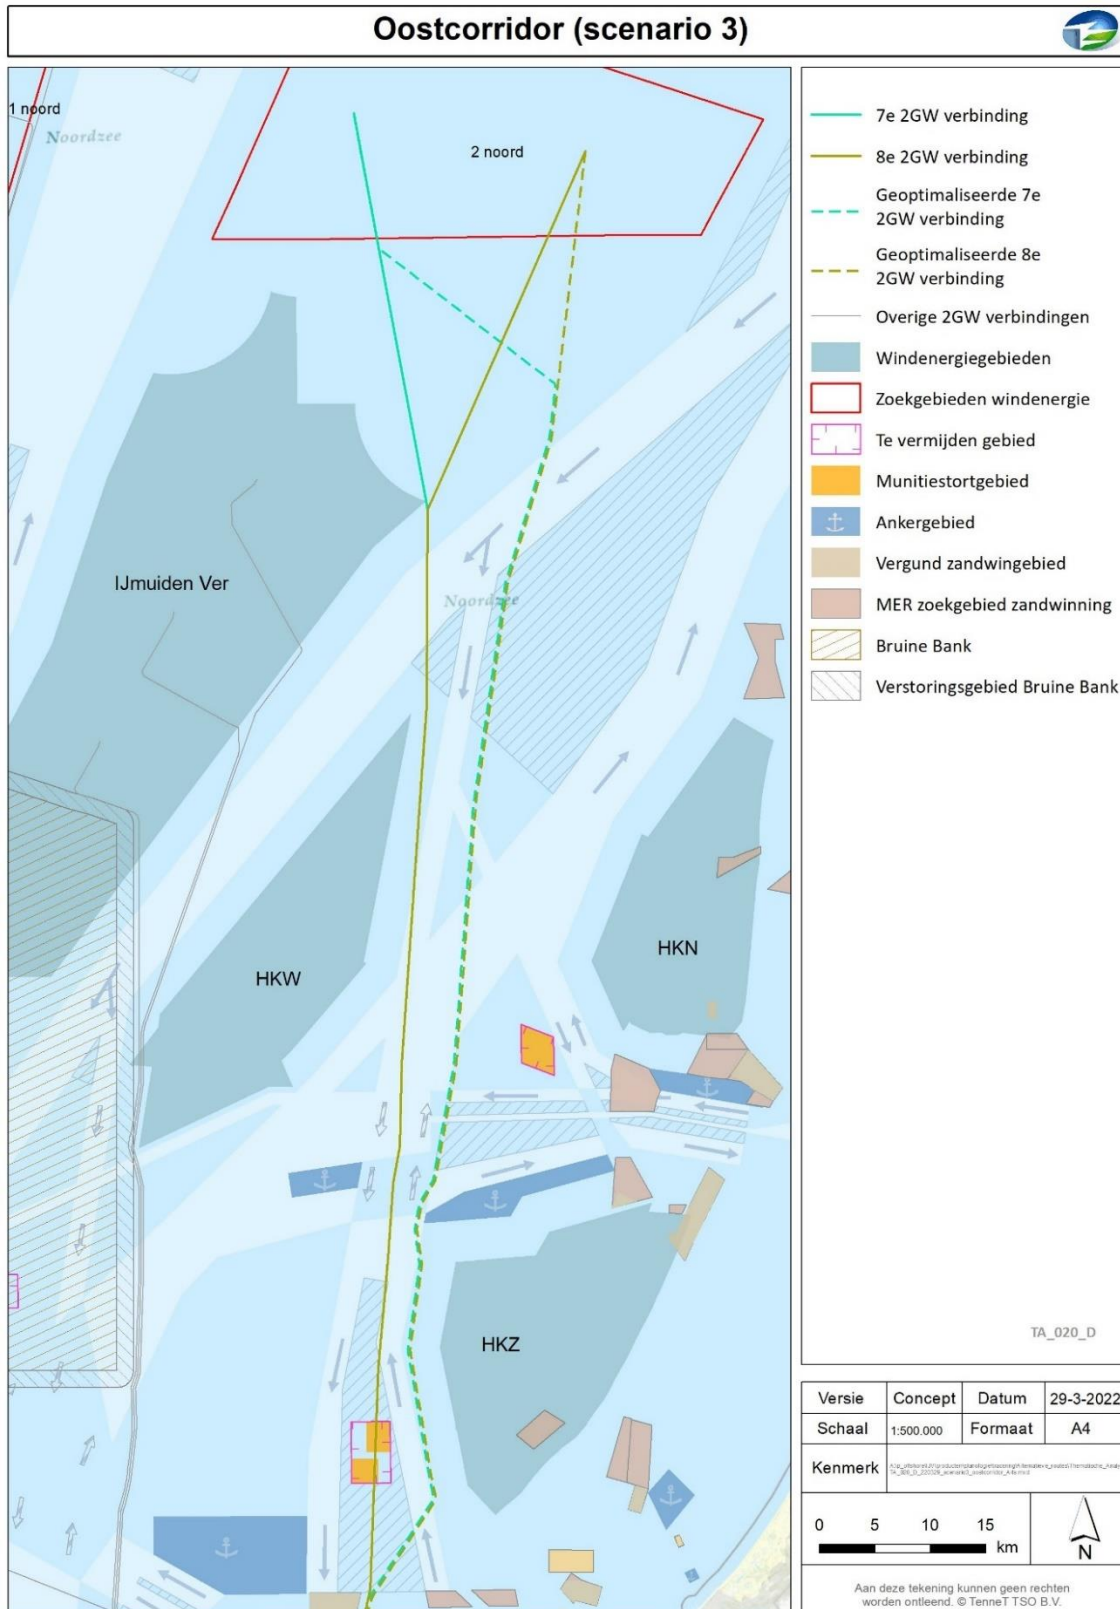 Oostcorridor (scenario 3)
1 noord
Noordzee
2 noord
IJmuiden Ver
Noordzee
HKW
HKN
HKZ
7e 2GW verbinding
8e 2GW verbinding
Geoptimaliseerde 7e
2GW verbinding
Geoptimaliseerde 8e
2GW verbinding
Overige 2GW verbindingen
Windenergiegebieden
Zoekgebieden windenergie
Te vermijden gebied
Munitiestortgebied
Ankergebied
Vergund zandwingebied
MER zoekgebied zandwinning
Bruine Bank
Verstoringsgebied Bruine Bank
TA_020_D
Versie Concept Datum 29-3-2022
Schaal 1:500.000 Formaat A4
Kenmerk
0 5 10 15
km
N
Aan deze tekening kunnen geen rechten
worden ontleend. © TenneT TSO B.V.